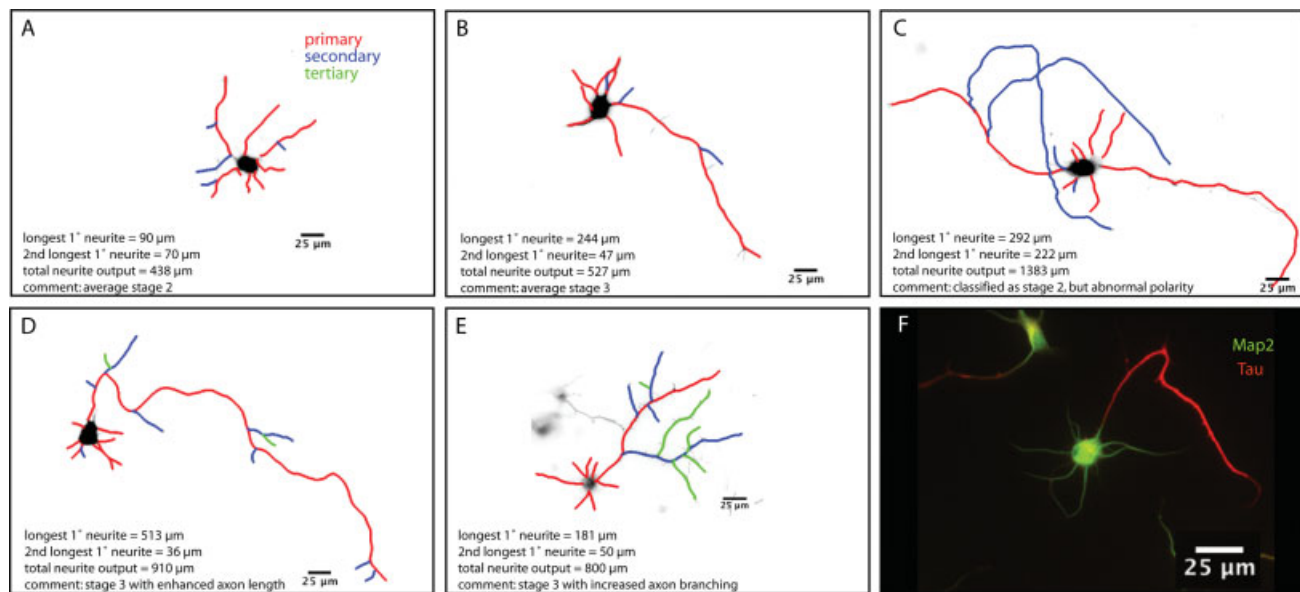 A
primary
secondary
tertiary
25 µm
longest 1˚ neurite = 90 µm
2nd longest 1˚ neurite = 70 µm
total neurite output = 438 µm
comment: average stage 2
B
25 µm
longest 1˚ neurite = 244 µm
2nd longest 1˚ neurite= 47 µm
total neurite output = 527 µm
comment: average stage 3
C
25 µm
longest 1˚ neurite = 292 µm
2nd longest 1˚ neurite = 222 µm
total neurite output = 1383 µm
comment: classified as stage 2, but abnormal polarity
D
25 µm
longest 1˚ neurite = 513 µm
2nd longest 1˚ neurite = 36 µm
total neurite output = 910 µm
comment: stage 3 with enhanced axon length
E
25 µm
longest 1˚ neurite = 181 µm
2nd longest 1˚ neurite = 50 µm
total neurite output = 800 µm
comment: stage 3 with increased axon branching
F
Map2
Tau
25 µm